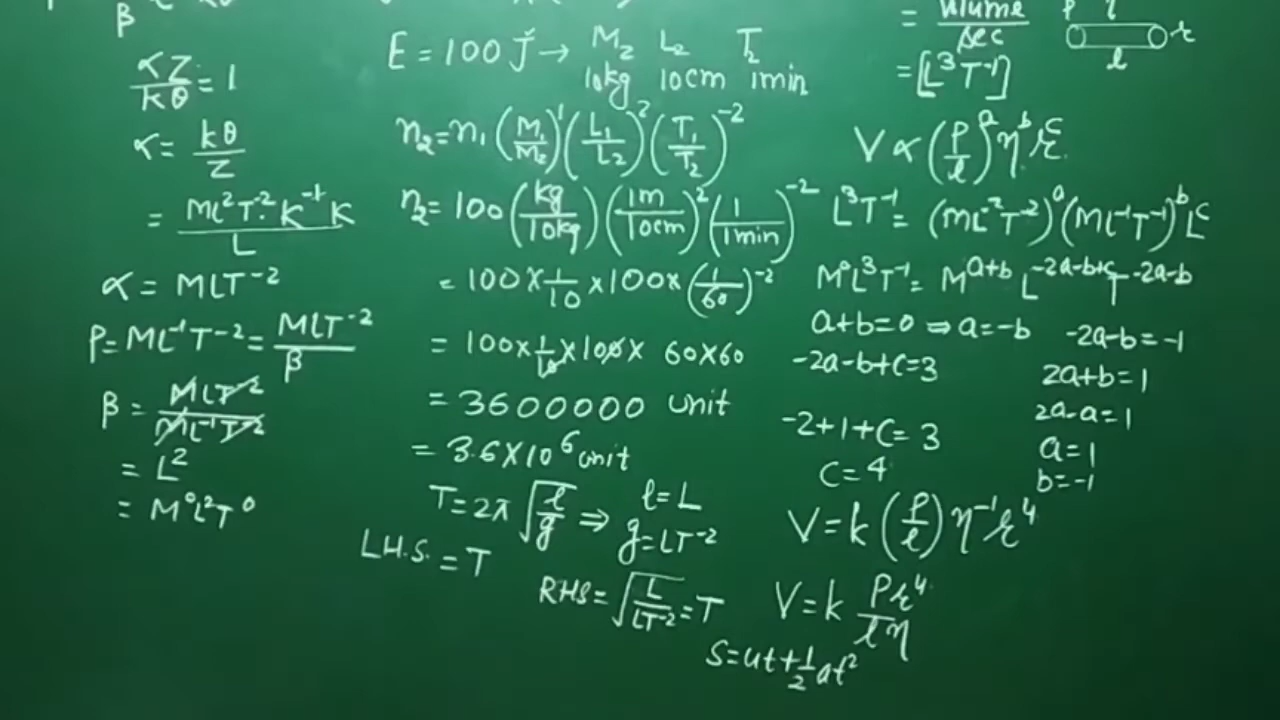 β
αZ/kθ = 1
α = kθ/Z
= ML²T⁻²K⁻¹K/L
α = MLT⁻²
P = ML⁻¹T⁻² = MLT⁻²/β
β = MLT⁻²/ML⁻¹T⁻²
= L²
= M⁰L²T⁰
E = 100 J → M₂ L₂ T₂
10kg 10cm 1min
n₂ = n₁ (M₁/M₂)¹ (L₁/L₂)² (T₁/T₂)⁻²
n₂ = 100 (kg/10kg) (1m/10cm)² (1/1min)⁻²
= 100 × 1/10 × 100 × (1/60)⁻²
= 100 × 1/10 × 100 × 60×60
= 3600000 unit
= 3.6×10⁶ unit
T = 2π √(l/g) ⇒ l = L
g = LT⁻²
L.H.S. = T
RHS = √(L/LT⁻²) = T
S = ut + 1/2 at²
= volume/sec
l r
l
= [L³T⁻¹]
V ∝ (P/l)ᵃ ηᵇ rᶜ
L³T⁻¹ = (ML⁻²T⁻²)ᵃ (ML⁻¹T⁻¹)ᵇ Lᶜ
M⁰L³T⁻¹ = Mᵃ⁺ᵇ L⁻²ᵃ⁻ᵇ⁺ᶜ T⁻²ᵃ⁻ᵇ
a+b=0 ⇒ a=-b -2a-b=-1
-2a-b+c=3 2a+b=1
2a-a=1
-2+1+c=3 a=1
c=4 b=-1
V = k (P/l) η⁻¹ r⁴
V = k Pr⁴/lη